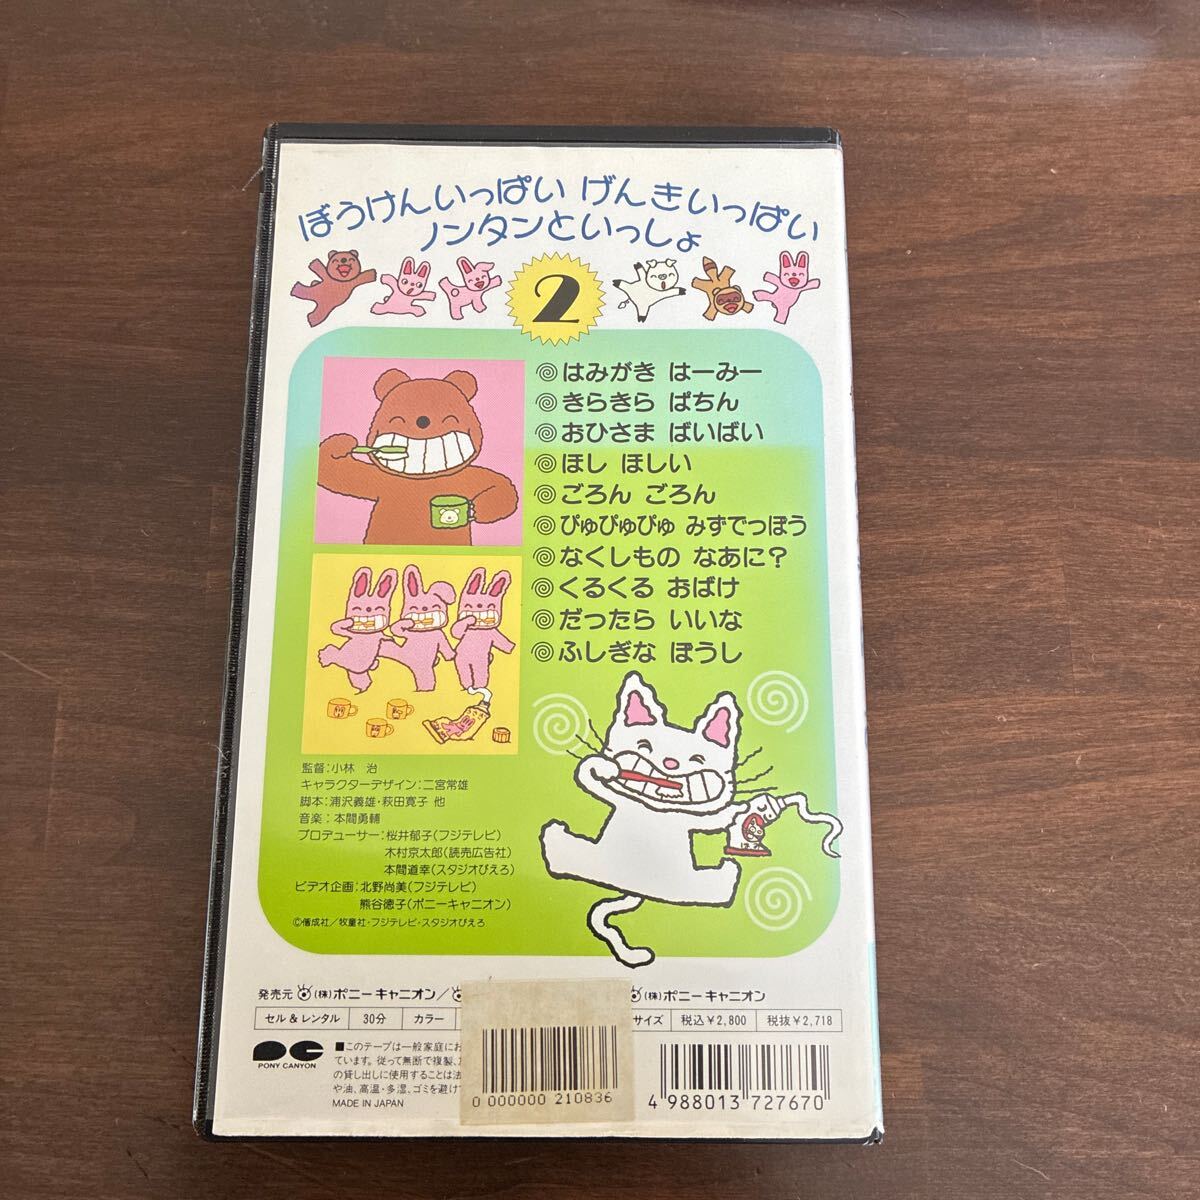 ぼうけんいっぱい げんきいっぱい
ノンタンといっしょ
2
はみがき はーみー
きらきら ぱちん
おひさま ばいばい
ほし ほしい
ごろん ごろん
ぴゅぴゅぴゅ みずでっぽう
なくしもの なあに?
くるくる おばけ
だったら いいな
ふしぎな ぼうし
監督:小林 治
キャラクターデザイン:二宮常雄
脚本:浦沢義雄・萩田寛子 他
音楽:本間勇輔
プロデューサー:桜井郁子(フジテレビ)
木村京太郎(読売広告社)
本間道幸(スタジオぴえろ)
ビデオ企画:北野尚美(フジテレビ)
熊谷徳子(ポニーキャニオン)
©偕成社/牧童社・フジテレビ・スタジオぴえろ
発売元 (株)ポニーキャニオン/ (株)ポニーキャニオン
セル&レンタル 30分 カラー サイズ 税込¥2,800 税抜¥2,718
PONY CANYON
■このテープは一般家庭にお
ています。従って無断で複製、
の貸し出しに使用することは法
や油、高温・多湿、ゴミを避けて
MADE IN JAPAN
0 000000 210836
4 988013 727670